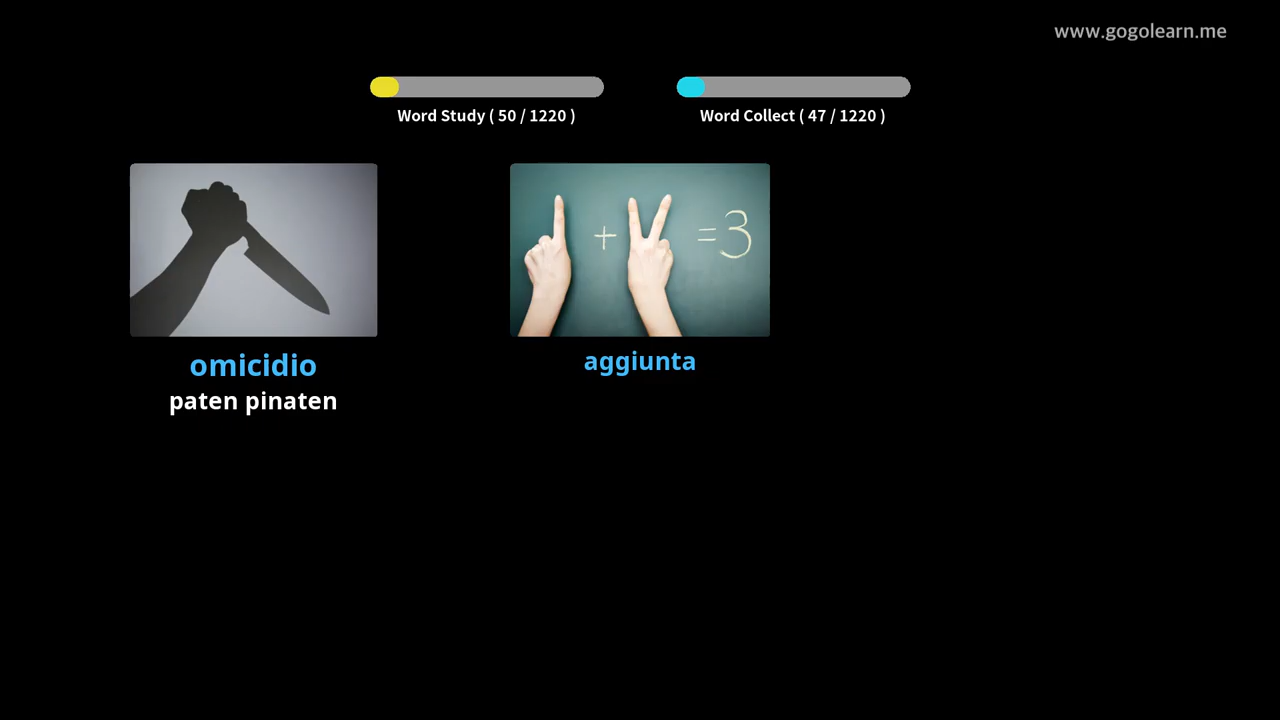 www.gogolearn.me
Word Study ( 50 / 1220 )
Word Collect ( 47 / 1220 )
+ = 3
omicidio
paten pinaten
aggiunta